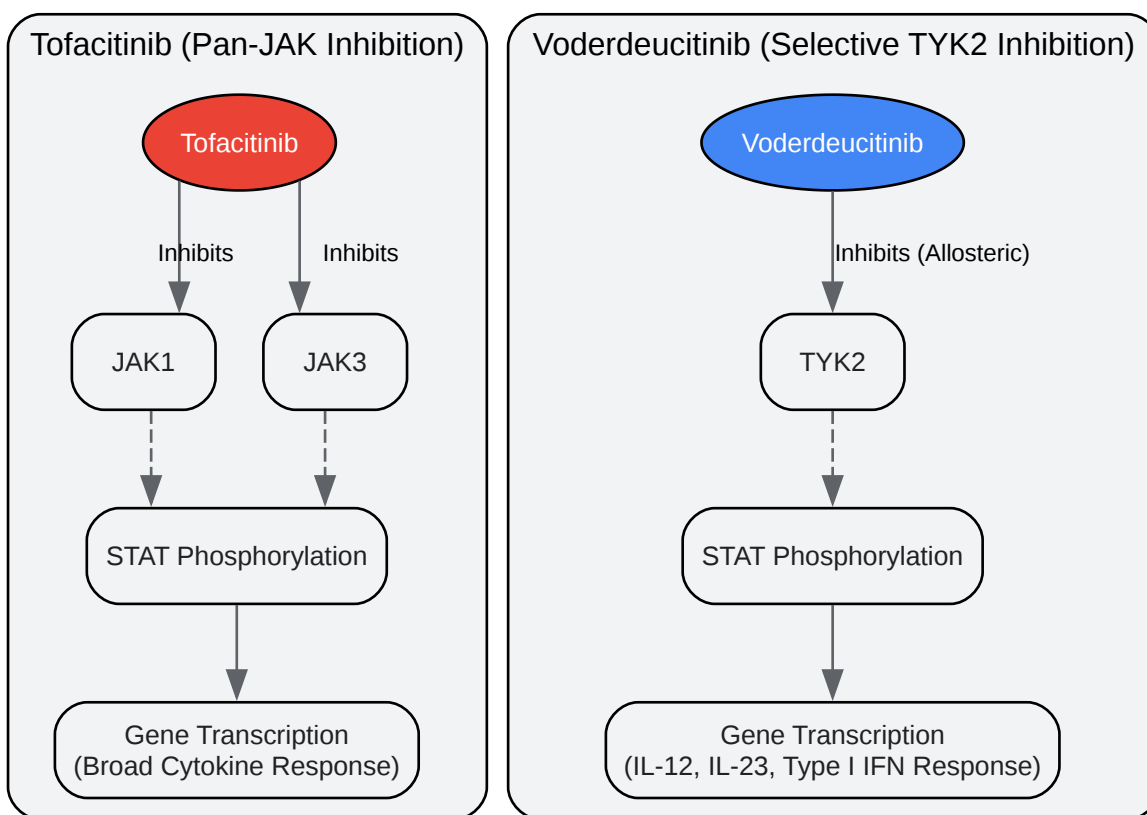 Tofacitinib (Pan-JAK Inhibition)
Tofacitinib
Inhibits
Inhibits
JAK1
JAK3
STAT Phosphorylation
Gene Transcription
(Broad Cytokine Response)
Voderdeucitinib (Selective TYK2 Inhibition)
Voderdeucitinib
Inhibits (Allosteric)
TYK2
STAT Phosphorylation
Gene Transcription
(IL-12, IL-23, Type I IFN Response)